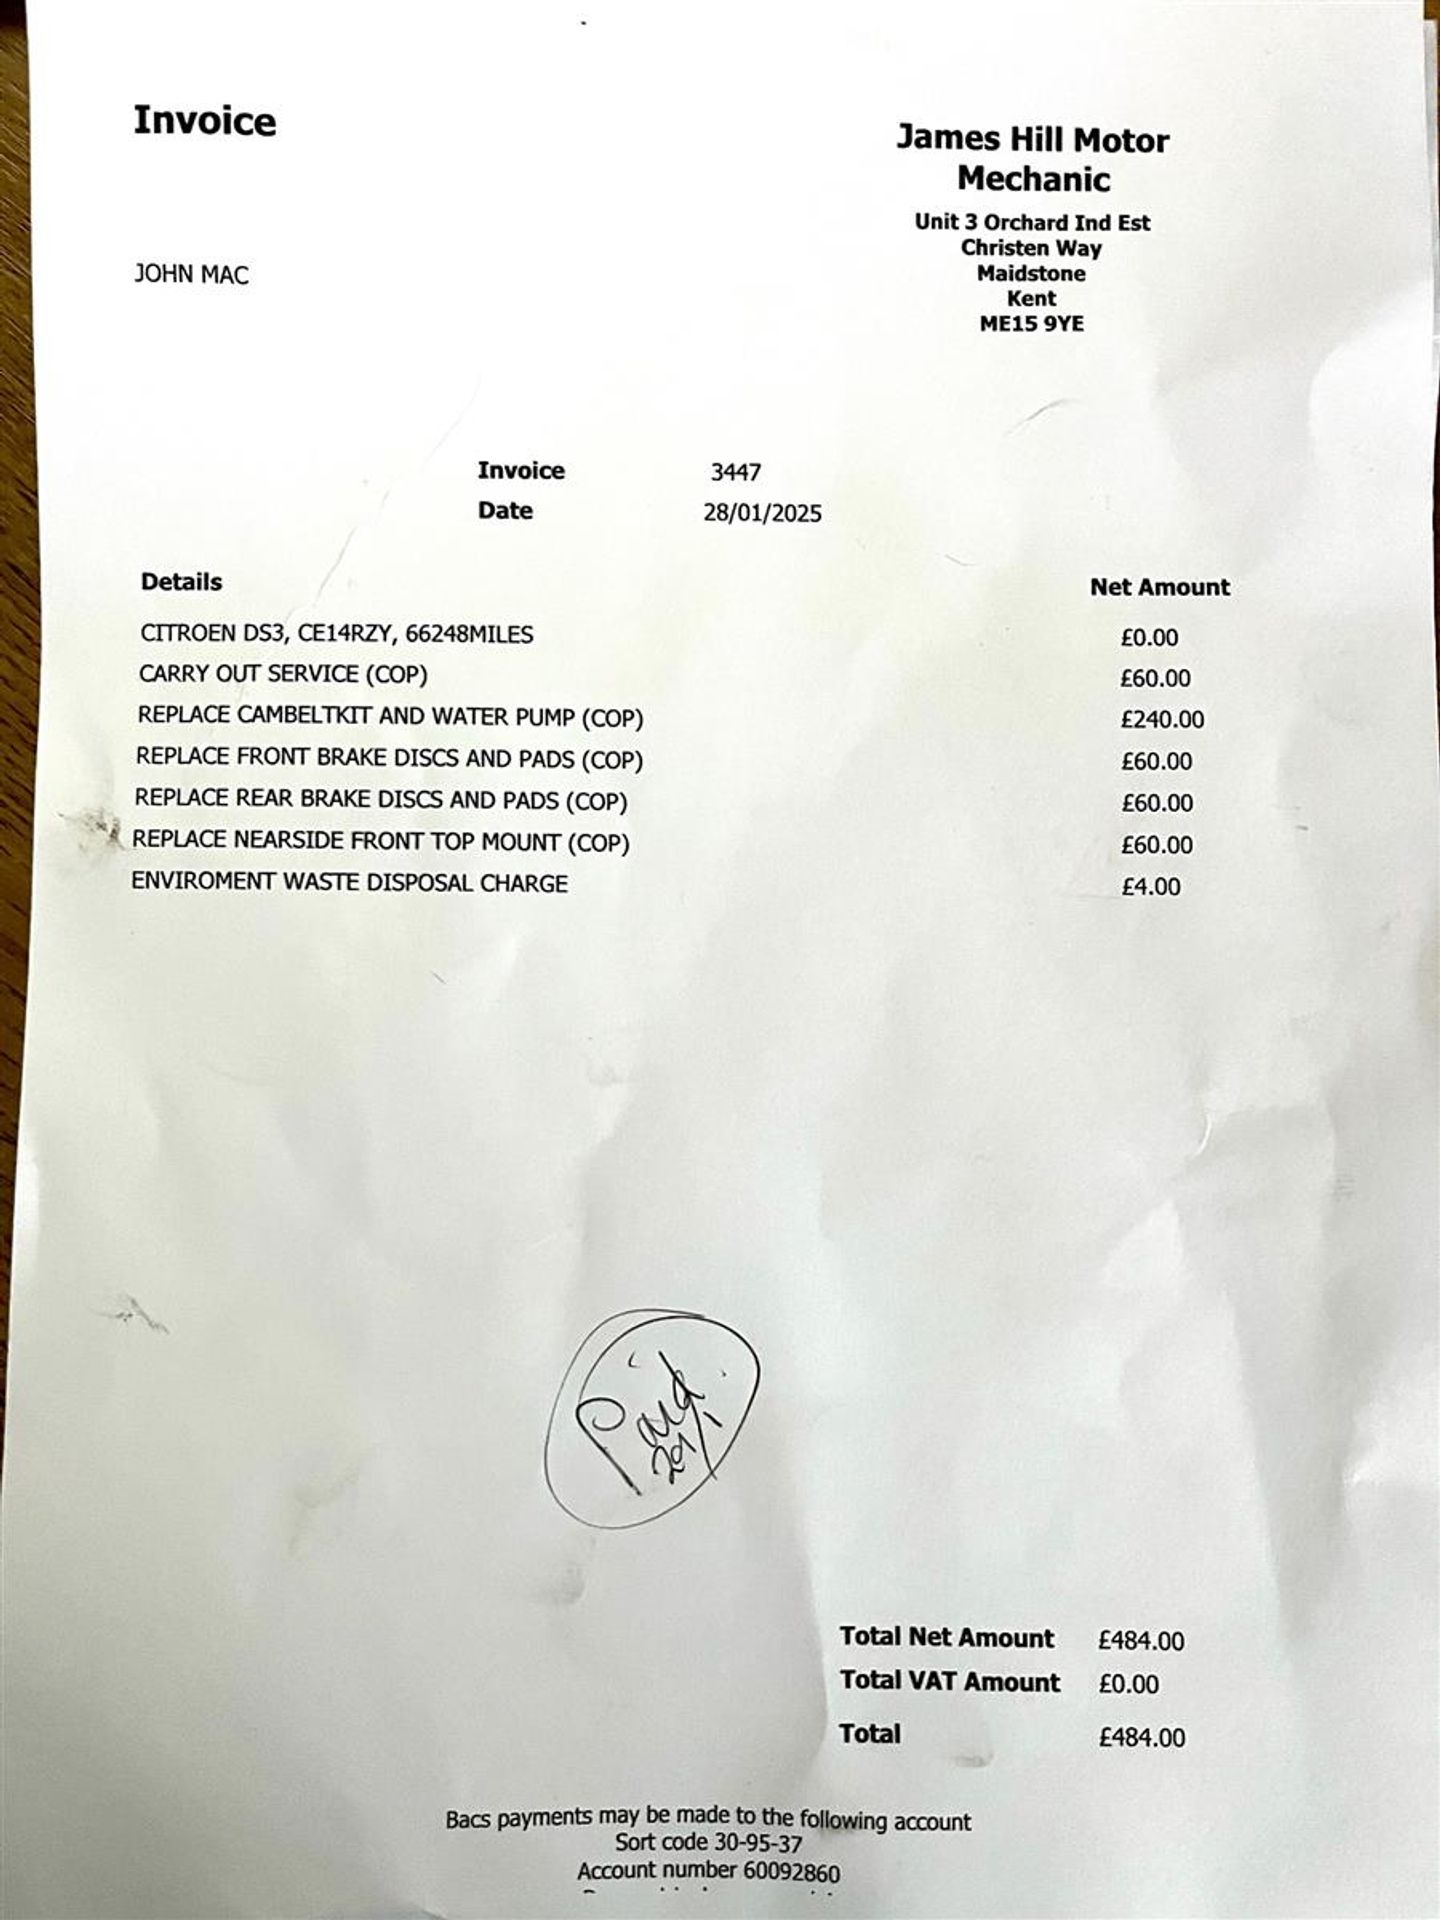 Invoice
James Hill Motor
Mechanic
Unit 3 Orchard Ind Est
Christen Way
Maidstone
Kent
ME15 9YE
JOHN MAC
Invoice 3447
Date 28/01/2025
Details Net Amount
CITROEN DS3, CE14RZY, 66248MILES £0.00
CARRY OUT SERVICE (COP) £60.00
REPLACE CAMBELTKIT AND WATER PUMP (COP) £240.00
REPLACE FRONT BRAKE DISCS AND PADS (COP) £60.00
REPLACE REAR BRAKE DISCS AND PADS (COP) £60.00
REPLACE NEARSIDE FRONT TOP MOUNT (COP) £60.00
ENVIROMENT WASTE DISPOSAL CHARGE £4.00
Paid
29/1
Total Net Amount £484.00
Total VAT Amount £0.00
Total £484.00
Bacs payments may be made to the following account
Sort code 30-95-37
Account number 60092860